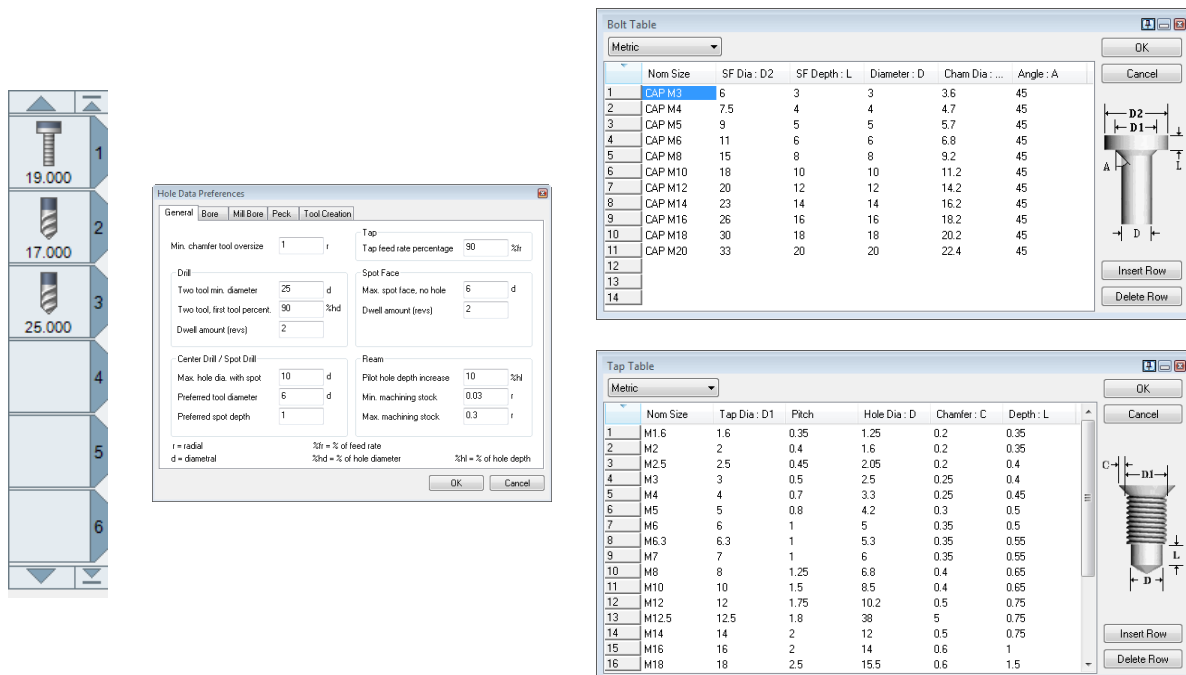 1
19.000
2
17.000
3
25.000
4
5
6
Hole Data Preferences
General Bore Mill Bore Peck Tool Creation
Min. chamfer tool oversize 1 r
Tap
Tap feed rate percentage 90 %fr
Drill
Two tool min. diameter 25 d
Two tool, first tool percent. 90 %hd
Dwell amount (revs) 2
Spot Face
Max. spot face, no hole 6 d
Dwell amount (revs) 2
Center Drill / Spot Drill
Max. hole dia. with spot 10 d
Preferred tool diameter 6 d
Preferred spot depth 1
Ream
Pilot hole depth increase 10 %hl
Min. machining stock 0.03 r
Max. machining stock 0.3 r
r = radial %fr = % of feed rate
d = diametral %hd = % of hole diameter %hl = % of hole depth
OK Cancel
Bolt Table
Metric
OK
Cancel
Nom Size SF Dia : D2 SF Depth : L Diameter : D Cham Dia : ... Angle : A
1 CAP M3 6 3 3 3.6 45
2 CAP M4 7.5 4 4 4.7 45
3 CAP M5 9 5 5 5.7 45
4 CAP M6 11 6 6 6.8 45
5 CAP M8 15 8 8 9.2 45
6 CAP M10 18 10 10 11.2 45
7 CAP M12 20 12 12 14.2 45
8 CAP M14 23 14 14 16.2 45
9 CAP M16 26 16 16 18.2 45
10 CAP M18 30 18 18 20.2 45
11 CAP M20 33 20 20 22.4 45
12
13
14
D2
D1
A
L
D
Insert Row
Delete Row
Tap Table
Metric
OK
Cancel
Nom Size Tap Dia : D1 Pitch Hole Dia : D Chamfer : C Depth : L
1 M1.6 1.6 0.35 1.25 0.2 0.35
2 M2 2 0.4 1.6 0.2 0.35
3 M2.5 2.5 0.45 2.05 0.2 0.4
4 M3 3 0.5 2.5 0.25 0.4
5 M4 4 0.7 3.3 0.25 0.45
6 M5 5 0.8 4.2 0.3 0.5
7 M6 6 1 5 0.35 0.5
8 M6.3 6.3 1 5.3 0.35 0.55
9 M7 7 1 6 0.35 0.55
10 M8 8 1.25 6.8 0.4 0.65
11 M10 10 1.5 8.5 0.4 0.65
12 M12 12 1.75 10.2 0.5 0.75
13 M12.5 12.5 1.8 38 5 0.75
14 M14 14 2 12 0.5 0.75
15 M16 16 2 14 0.6 1
16 M18 18 2.5 15.5 0.6 1.5
C
D1
L
D
Insert Row
Delete Row